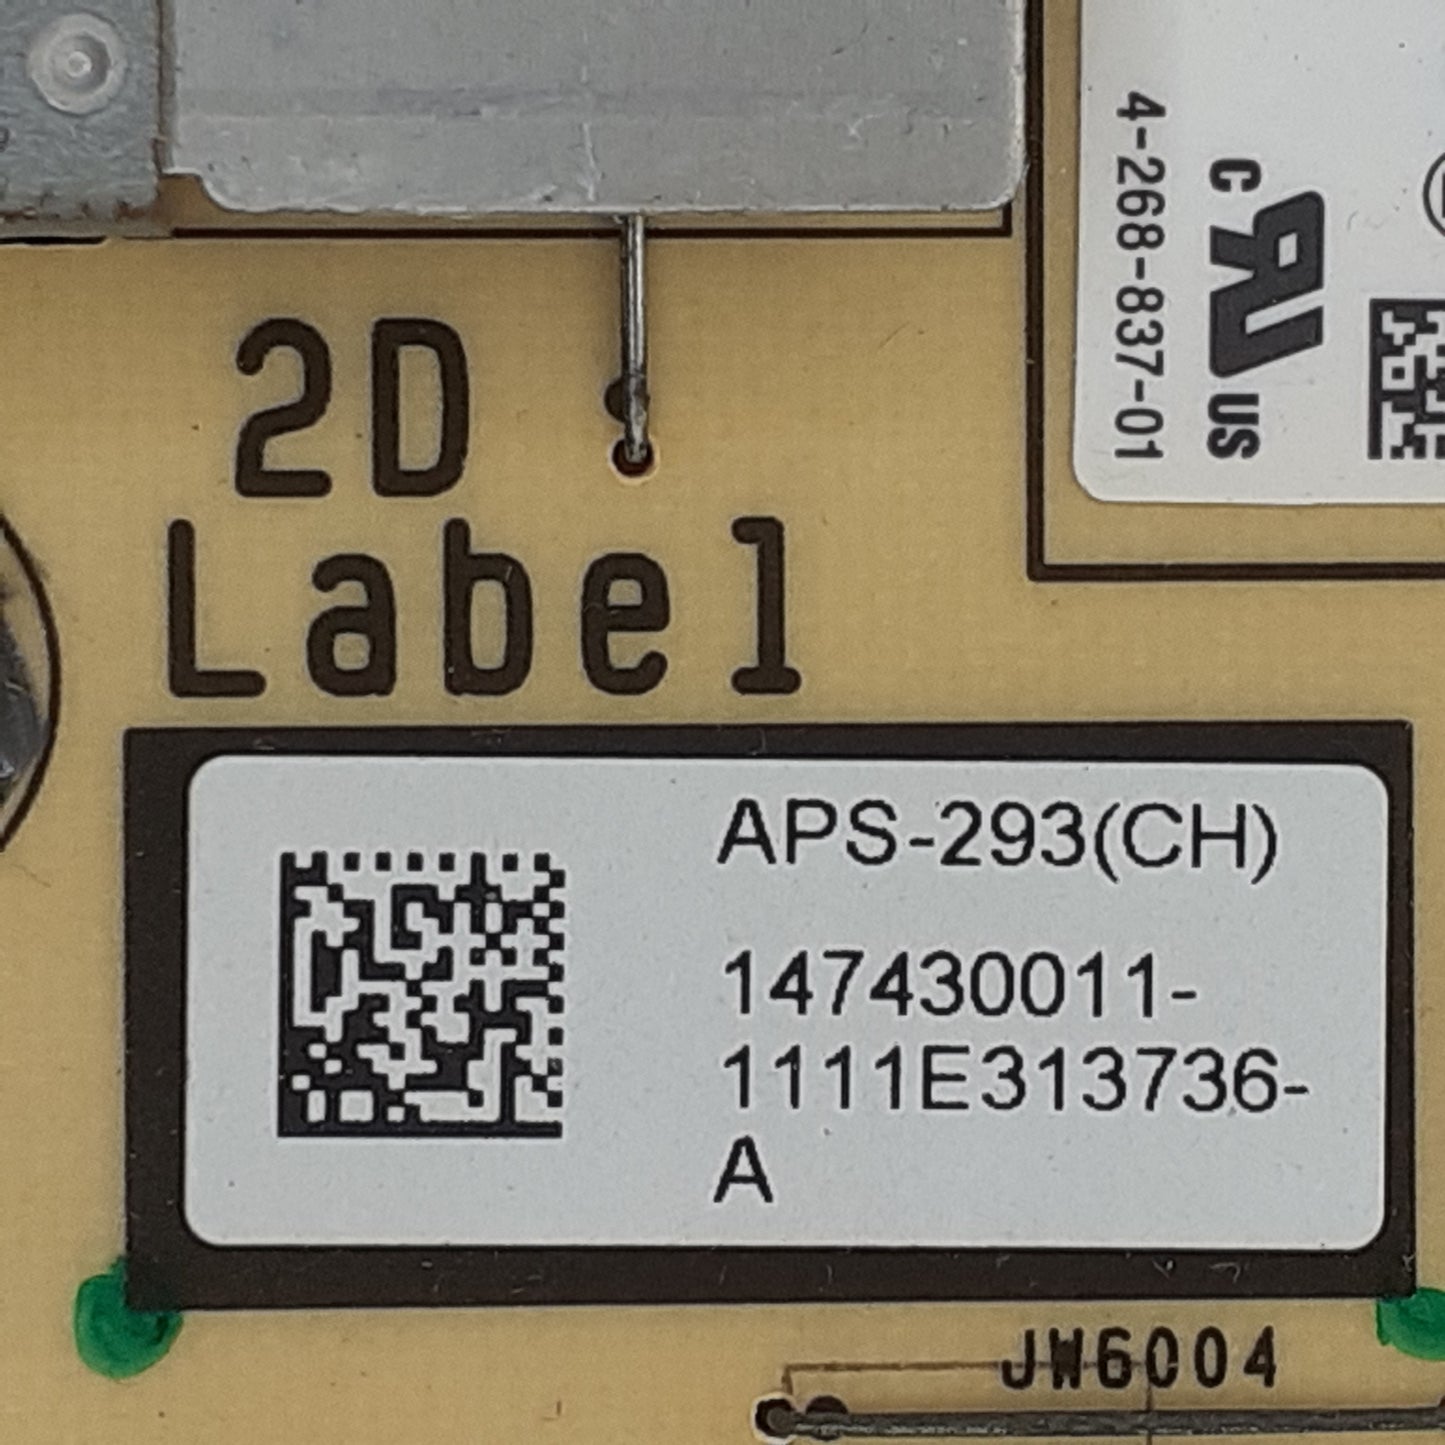 4-268-837-01
C
US
2D
Label
APS-293(CH)
147430011-
1111E313736-
A
JW6004